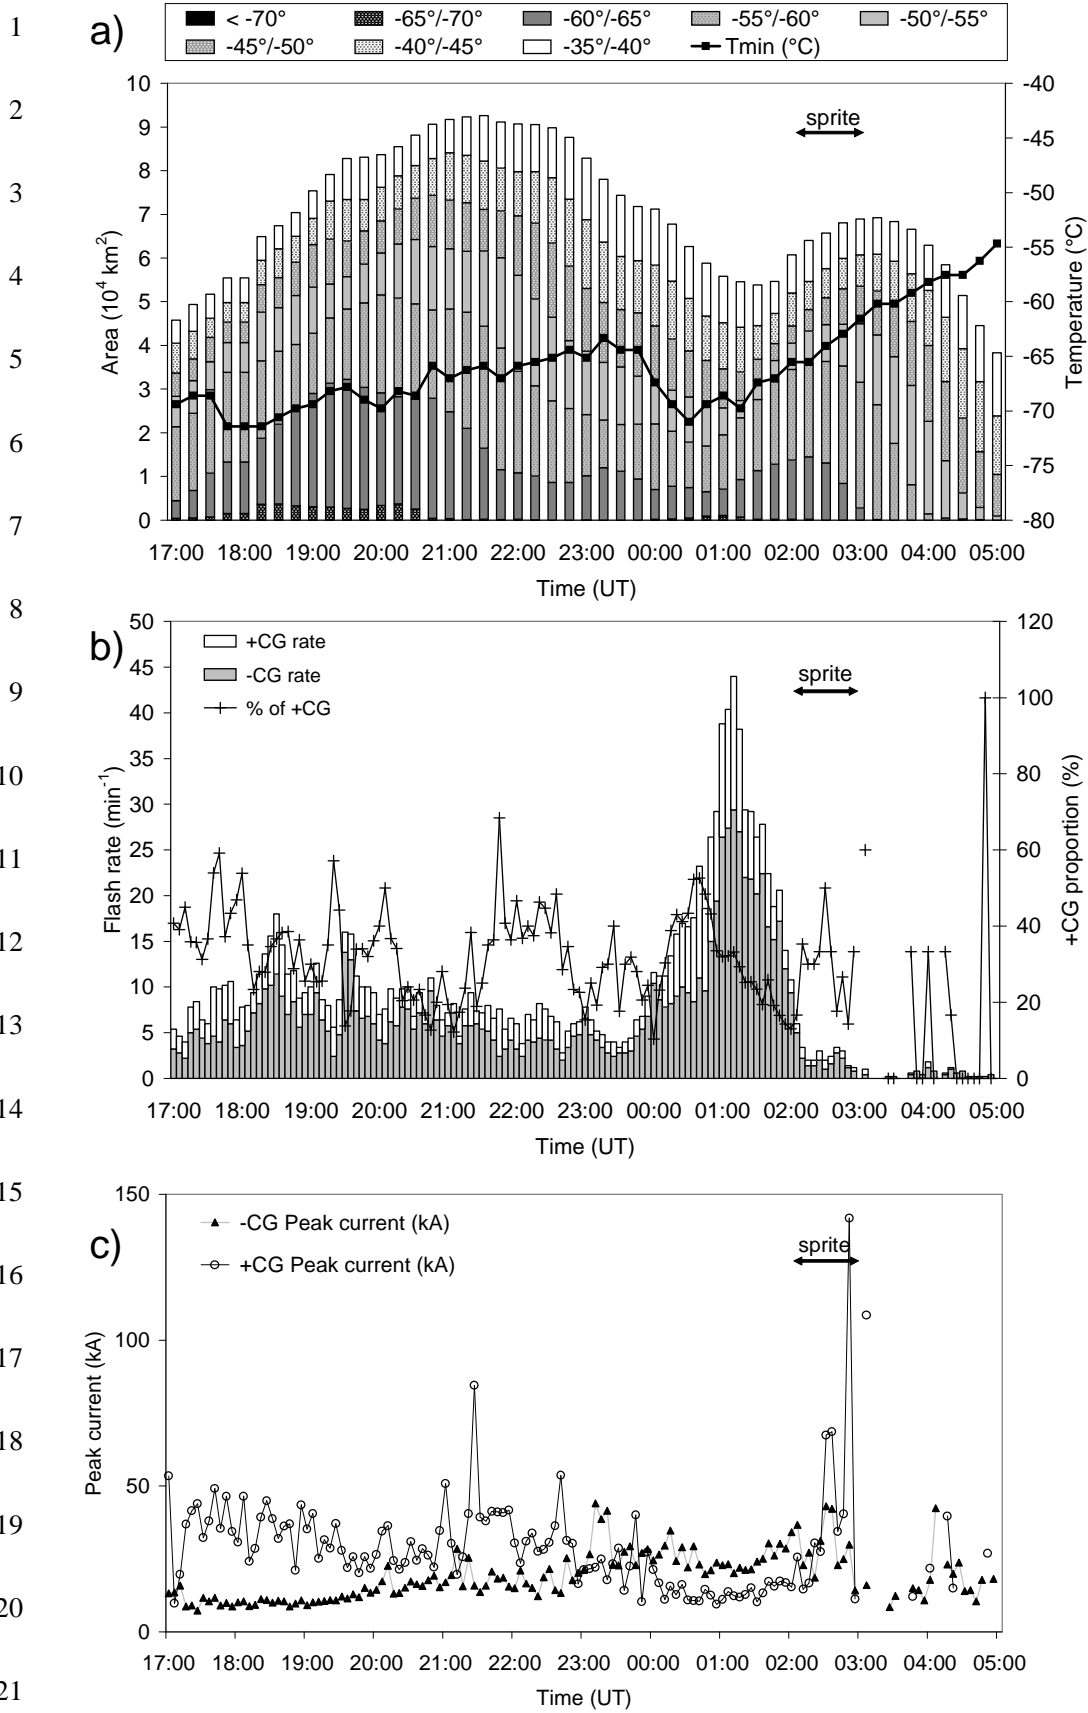 1
a)
< -70° -65°/-70° -60°/-65° -55°/-60° -50°/-55°
-45°/-50° -40°/-45° -35°/-40° Tmin (°C)
2
3
4
5
6
7
Area (10⁴ km²)
10
9
8
7
6
5
4
3
2
1
0
sprite
-40
-45
-50
-55
-60
-65
-70
-75
-80
Temperature (°C)
17:00 18:00 19:00 20:00 21:00 22:00 23:00 00:00 01:00 02:00 03:00 04:00 05:00
Time (UT)
8
9
10
11
12
13
14
b)
+CG rate
-CG rate
% of +CG
sprite
Flash rate (min⁻¹)
50
45
40
35
30
25
20
15
10
5
0
120
100
80
60
40
20
0
+CG proportion (%)
17:00 18:00 19:00 20:00 21:00 22:00 23:00 00:00 01:00 02:00 03:00 04:00 05:00
Time (UT)
15
16
17
18
19
20
21
c)
-CG Peak current (kA)
+CG Peak current (kA)
sprite
Peak current (kA)
150
100
50
0
17:00 18:00 19:00 20:00 21:00 22:00 23:00 00:00 01:00 02:00 03:00 04:00 05:00
Time (UT)